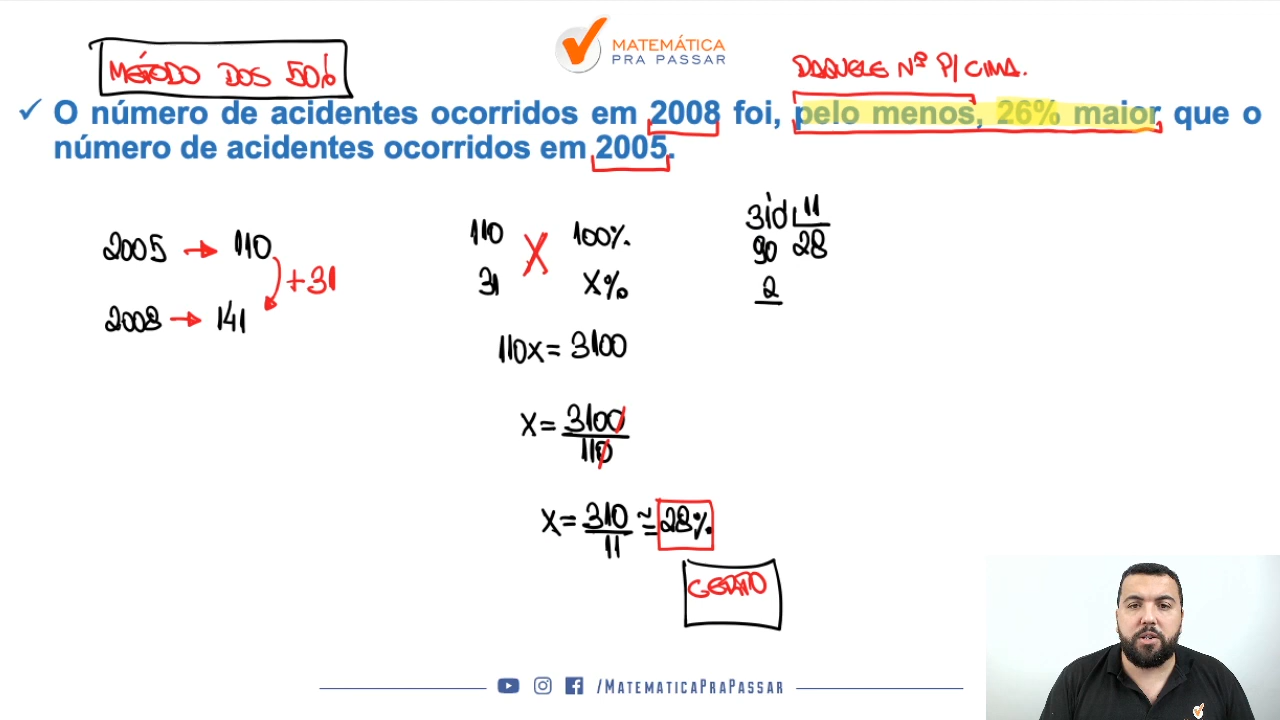 MÉTODO DOS 50%
MATEMÁTICA
PRA PASSAR
DAQUELE Nº P/ CIMA.
✓ O número de acidentes ocorridos em 2008 foi, pelo menos, 26% maior que o
número de acidentes ocorridos em 2005.
2005 → 110
+31
2008 → 141
110 100%
31 X%
110X = 3100
X = 3100
110
X = 310 ≅ 28%
11
CERTO
310 11
90 28
2
/MATEMATICAPRAPASSAR